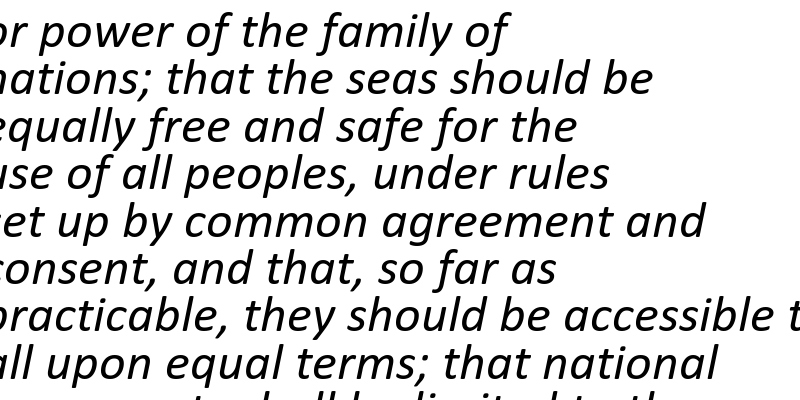 or power of the family of
nations; that the seas should be
equally free and safe for the
use of all peoples, under rules
set up by common agreement and
consent, and that, so far as
practicable, they should be accessible
all upon equal terms; that national